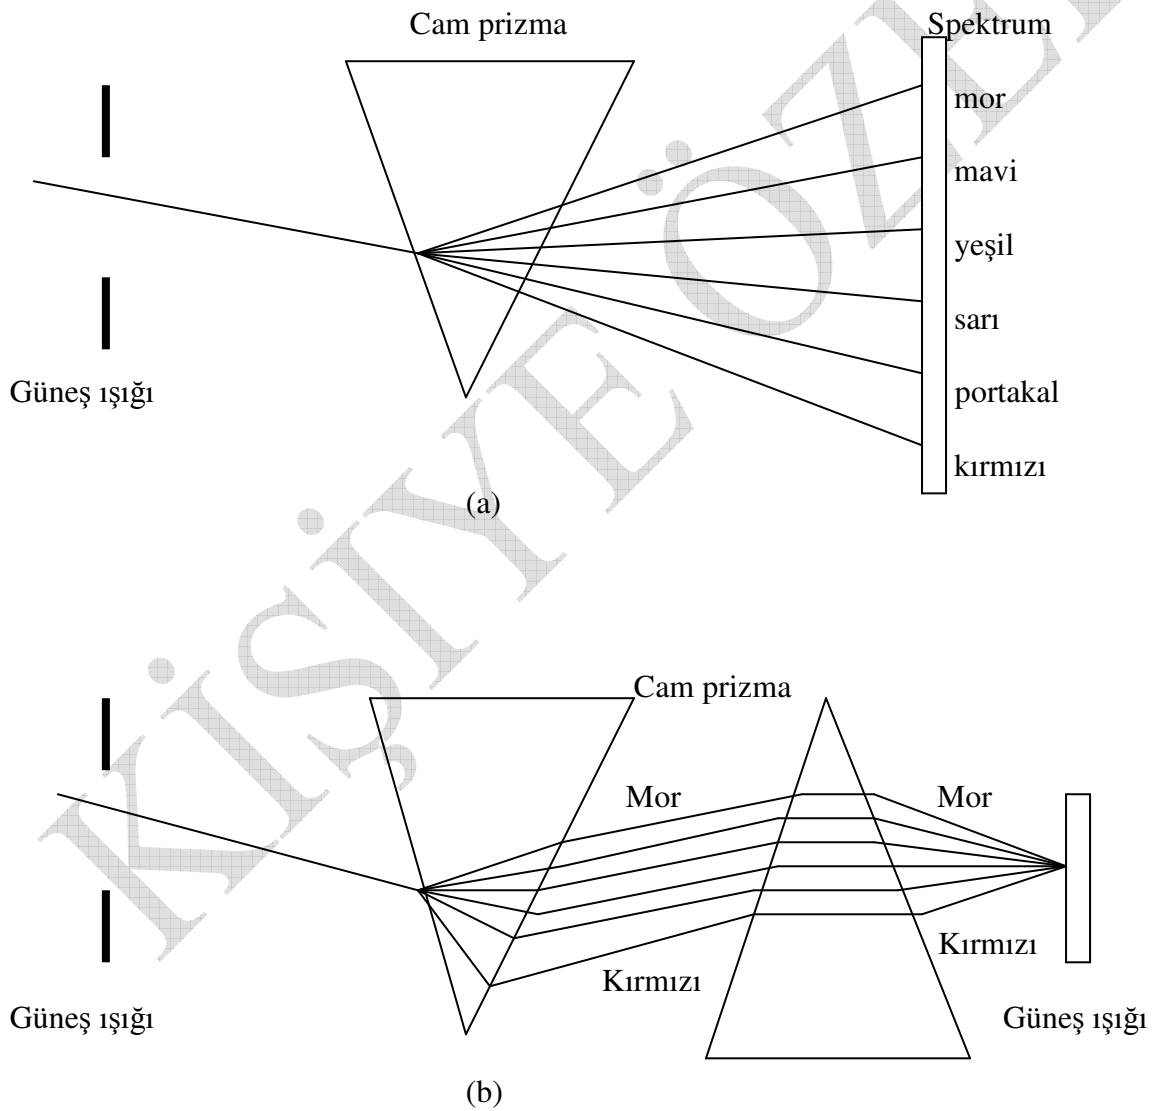 Cam prizma
Spektrum
mor
mavi
yeşil
sarı
portakal
kırmızı
Güneş ışığı
(a)
Cam prizma
Mor
Mor
Kırmızı
Kırmızı
Güneş ışığı
Güneş ışığı
(b)
KİŞİYE ÖZEL